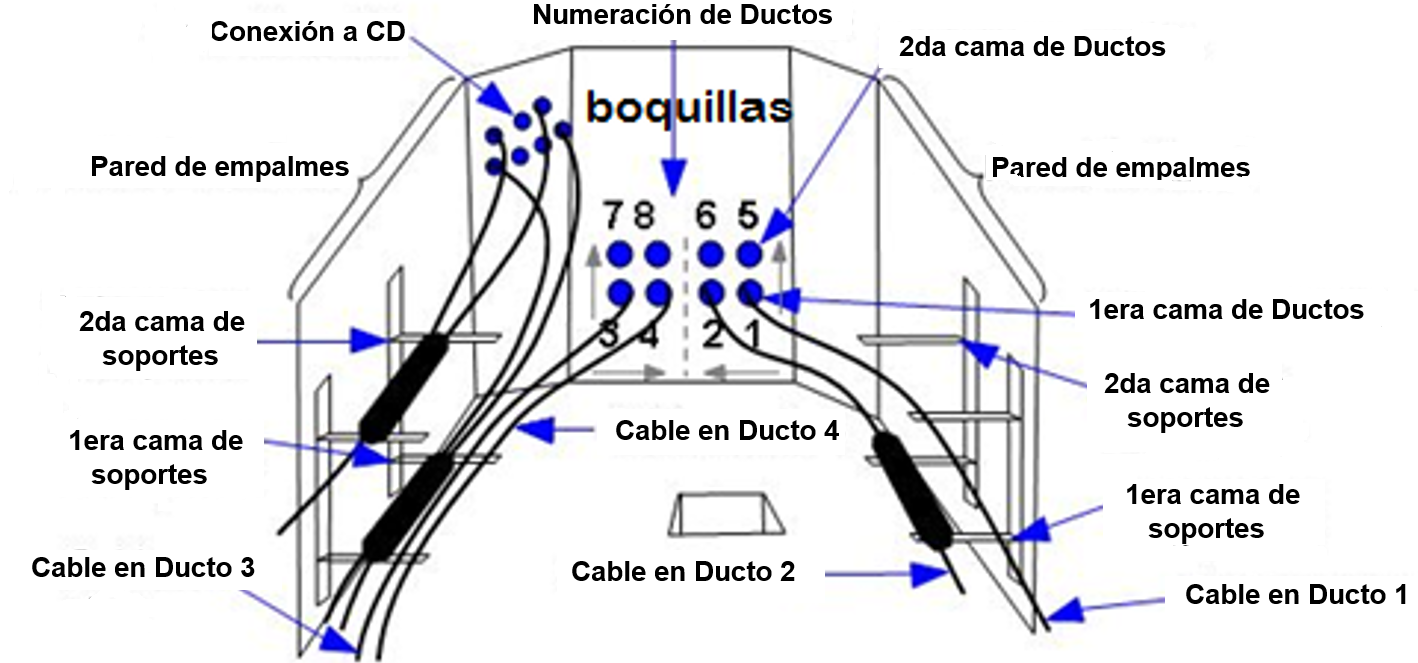 Numeración de Ductos
Conexión a CD
2da cama de Ductos
boquillas
Pared de empalmes
Pared de empalmes
7 8 6 5
1era cama de Ductos
2da cama de
soportes
3 4 2 1
2da cama de
soportes
1era cama de
soportes
Cable en Ducto 4
1era cama de
soportes
Cable en Ducto 3
Cable en Ducto 2
Cable en Ducto 1